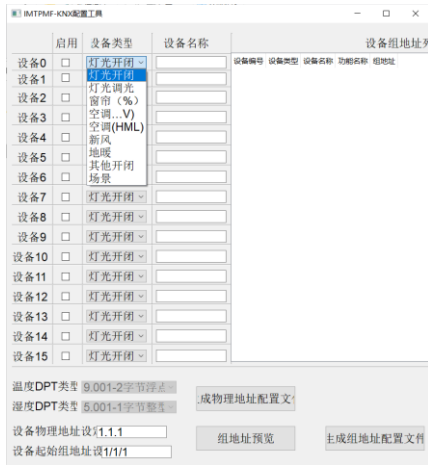 IMTPMF-KNX配置工具
启用 设备类型 设备名称 设备组地址列
设备编号 设备类型 设备名称 功能名称 组地址
设备0 灯光开闭
设备1 灯光开闭
灯光调光
设备2 窗帘（%）
设备3 空调...V)
设备4 空调(HML)
新风
设备5 地暖
其他开闭
设备6 场景
设备7 灯光开闭
设备8 灯光开闭
设备9 灯光开闭
设备10 灯光开闭
设备11 灯光开闭
设备12 灯光开闭
设备13 灯光开闭
设备14 灯光开闭
设备15 灯光开闭
温度DPT类型 9.001-2字节浮点
湿度DPT类型 5.001-1字节整型
成物理地址配置文
设备物理地址设 1.1.1
组地址预览 生成组地址配置文件
设备起始组地址设 1/1/1